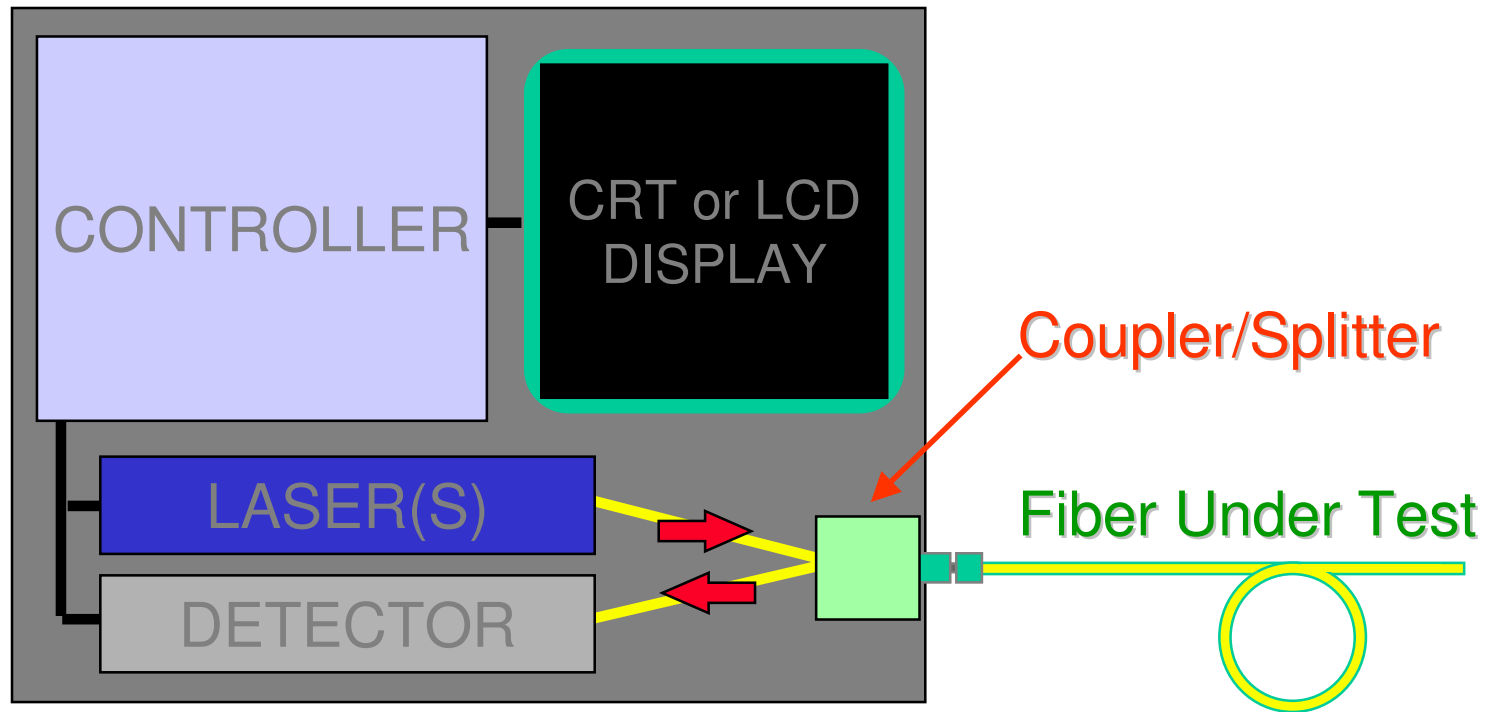 CONTROLLER
CRT or LCD
DISPLAY
Coupler/Splitter
LASER(S)
Fiber Under Test
DETECTOR